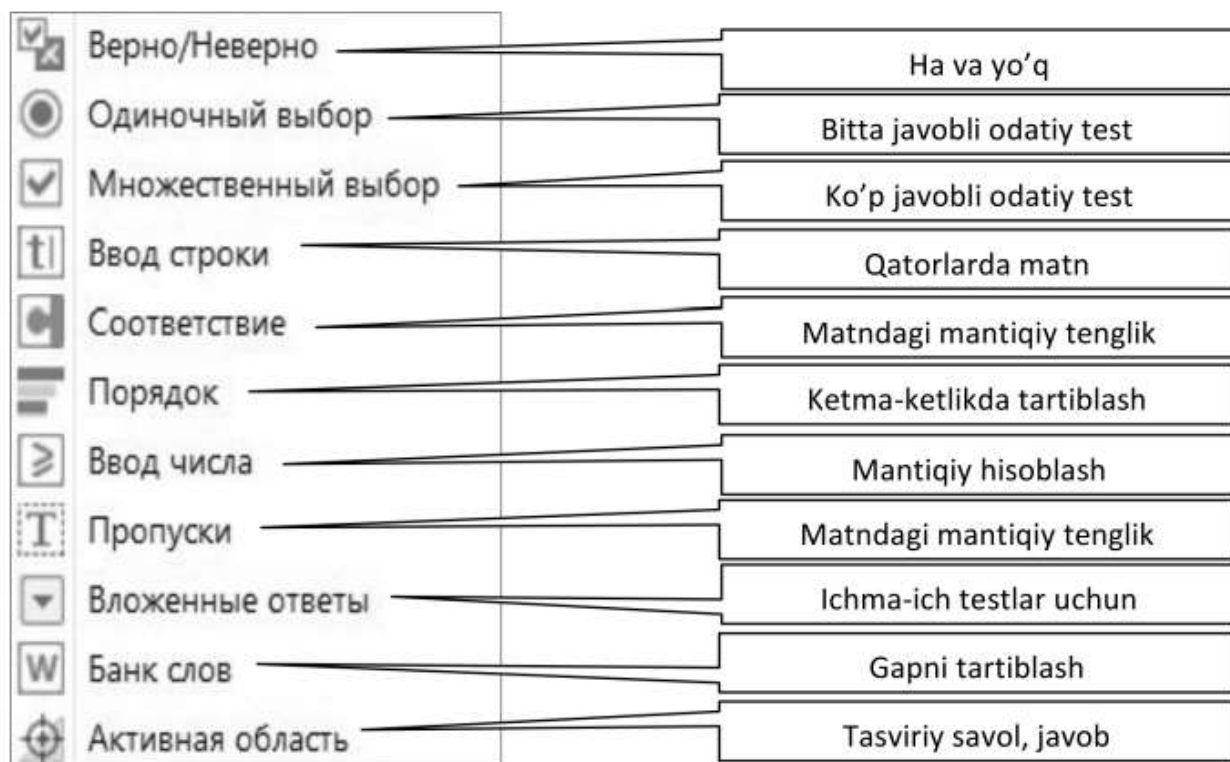 Верно/Неверно
Ha va yo’q
Одиночный выбор
Bitta javobli odatiy test
Множественный выбор
Ko’p javobli odatiy test
Ввод строки
Qatorlarda matn
Соответствие
Matndagi mantiqiy tenglik
Порядок
Ketma-ketlikda tartiblash
Ввод числа
Mantiqiy hisoblash
Пропуски
Matndagi mantiqiy tenglik
Вложенные ответы
Ichma-ich testlar uchun
Банк слов
Gapni tartiblash
Активная область
Tasviriy savol, javob